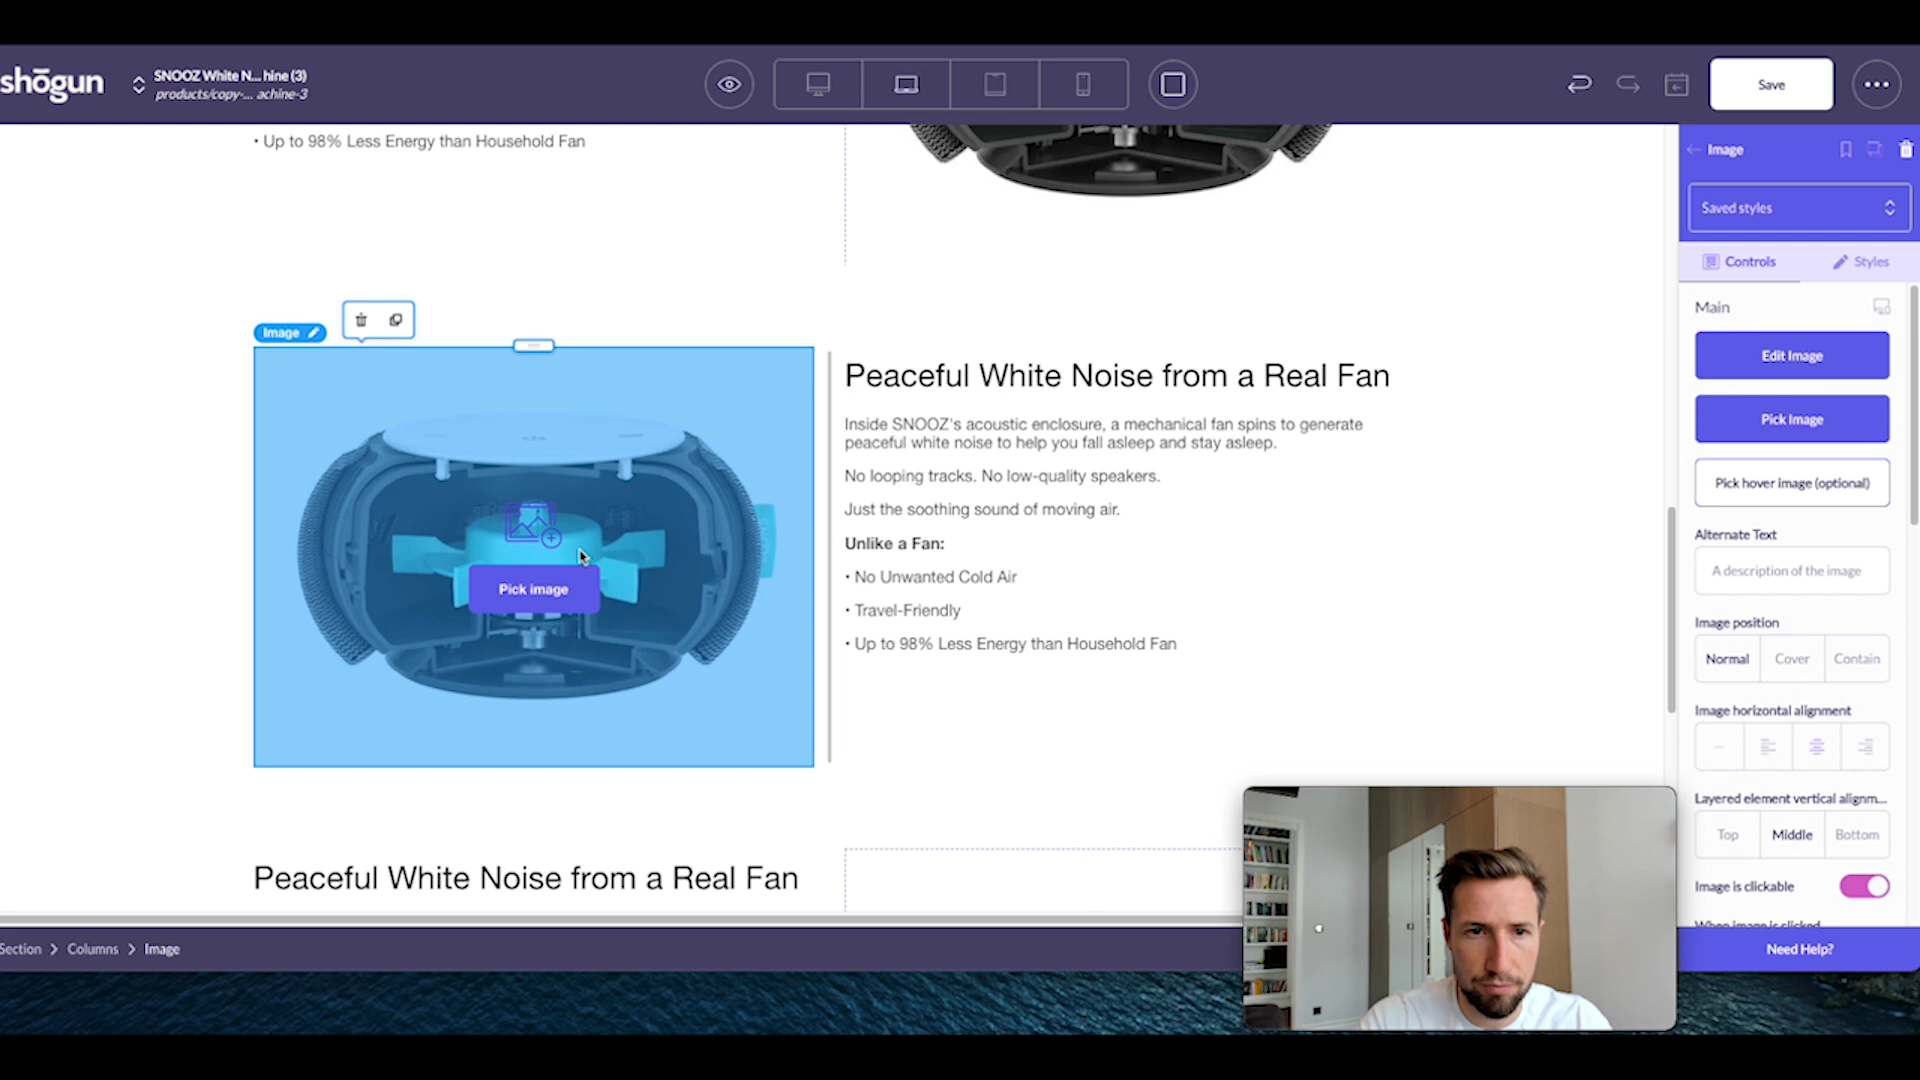 shōgun
SNOOZ White N... hine (3)
products/copy-... achine-3
Save
• Up to 98% Less Energy than Household Fan
Image
Saved styles
Controls
Styles
Main
Edit Image
Pick Image
Pick hover image (optional)
Alternate Text
A description of the image
Image position
Normal
Cover
Contain
Image horizontal alignment
Layered element vertical alignm...
Top
Middle
Bottom
Image is clickable
When image is clicked
Need Help?
Image
Pick image
Peaceful White Noise from a Real Fan
Inside SNOOZ's acoustic enclosure, a mechanical fan spins to generate
peaceful white noise to help you fall asleep and stay asleep.
No looping tracks. No low-quality speakers.
Just the soothing sound of moving air.
Unlike a Fan:
• No Unwanted Cold Air
• Travel-Friendly
• Up to 98% Less Energy than Household Fan
Peaceful White Noise from a Real Fan
Section
Columns
Image